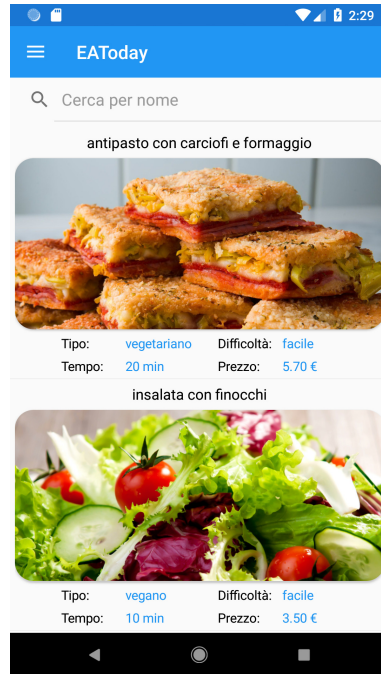 2:29
EAToday
Cerca per nome
antipasto con carciofi e formaggio
Tipo: vegetariano Difficoltà: facile
Tempo: 20 min Prezzo: 5.70 €
insalata con finocchi
Tipo: vegano Difficoltà: facile
Tempo: 10 min Prezzo: 3.50 €